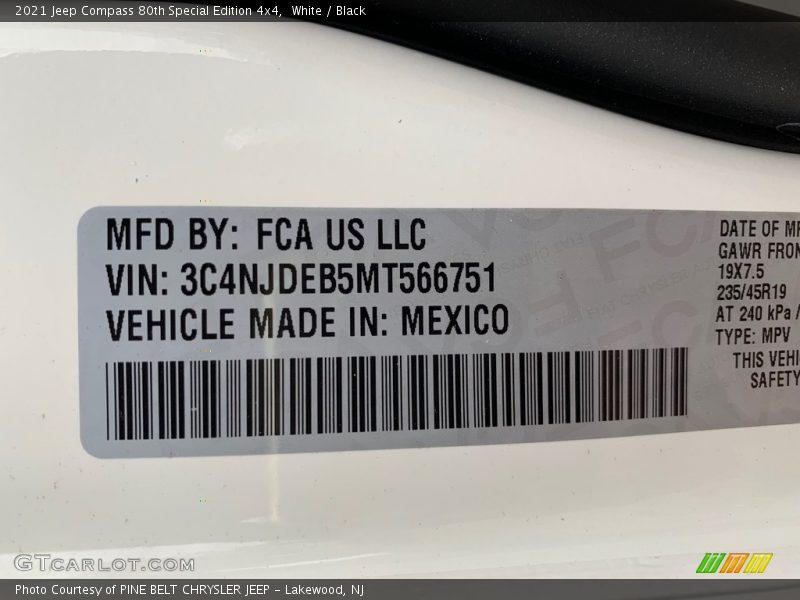 2021 Jeep Compass 80th Special Edition 4x4, White / Black
MFD BY: FCA US LLC
VIN: 3C4NJDEB5MT566751
VEHICLE MADE IN: MEXICO
DATE OF MF
GAWR FRON
19X7.5
235/45R19
AT 240 kPa /
TYPE: MPV
THIS VEHI
SAFETY
GTCARLOT.COM
Photo Courtesy of PINE BELT CHRYSLER JEEP - Lakewood, NJ